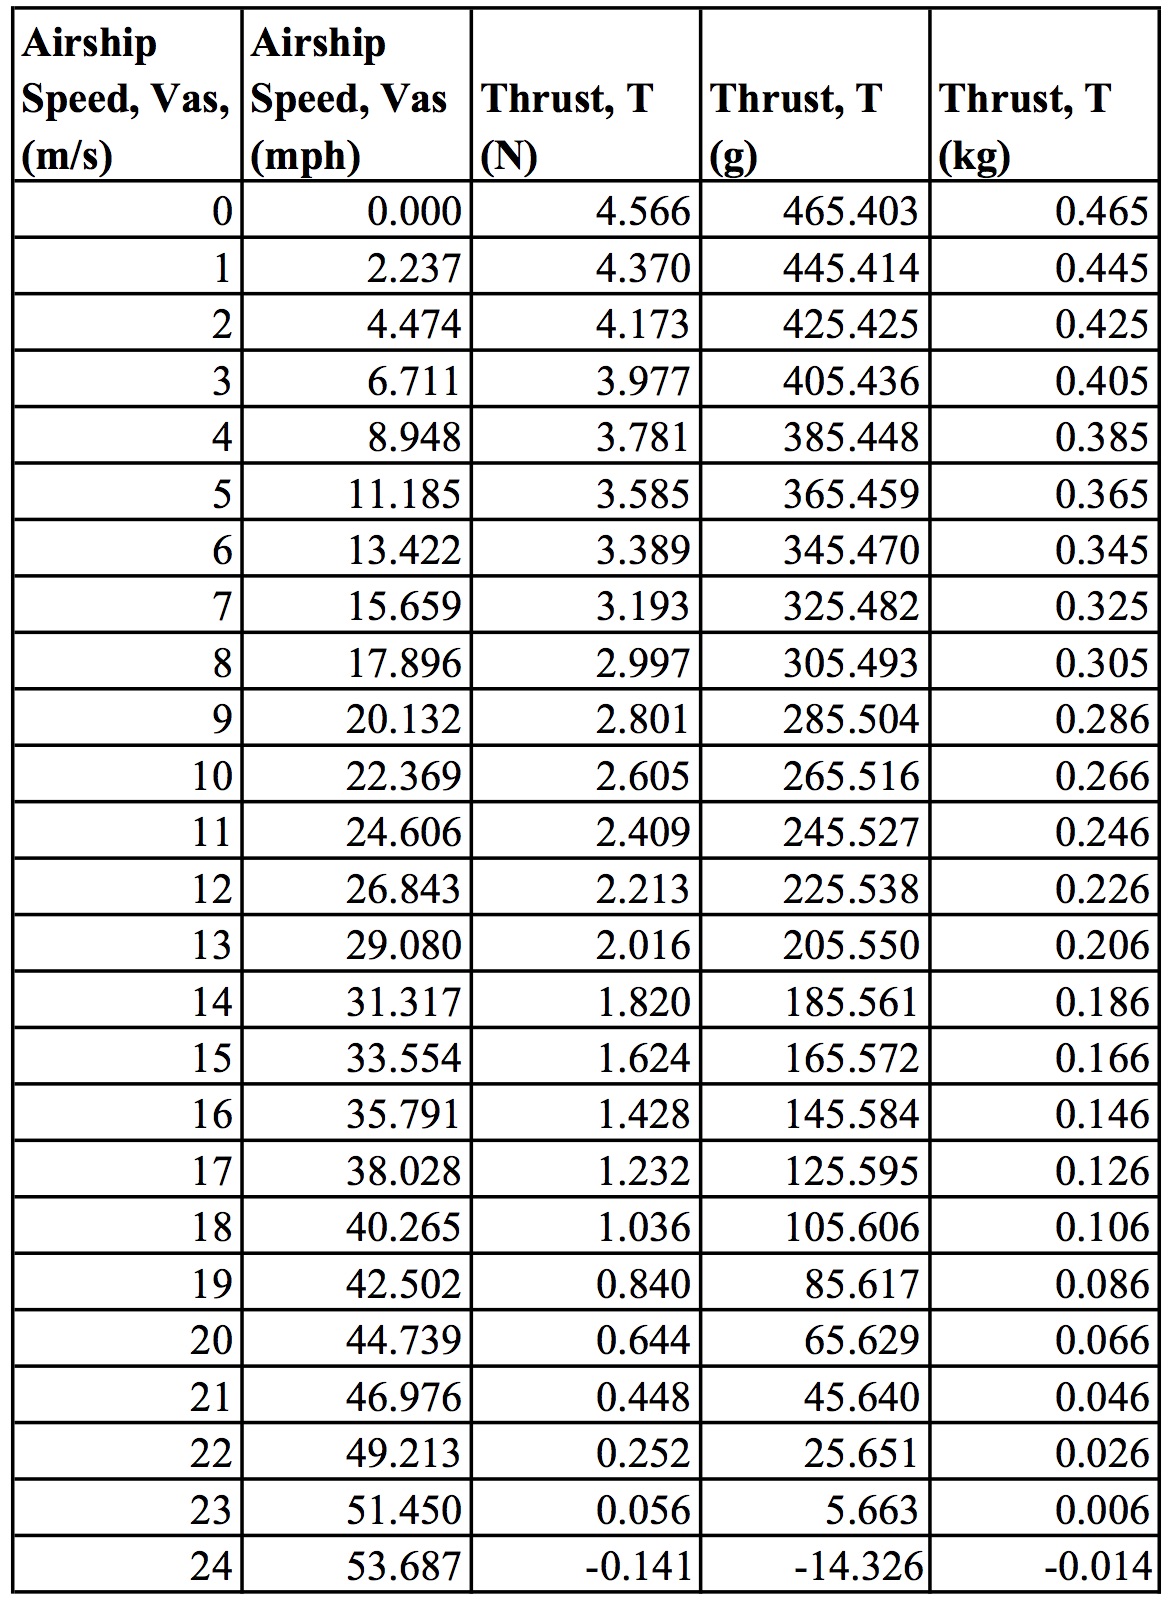 Airship Speed, Vas, (m/s) Airship Speed, Vas (mph) Thrust, T (N) Thrust, T (g) Thrust, T (kg)
0 0.000 4.566 465.403 0.465
1 2.237 4.370 445.414 0.445
2 4.474 4.173 425.425 0.425
3 6.711 3.977 405.436 0.405
4 8.948 3.781 385.448 0.385
5 11.185 3.585 365.459 0.365
6 13.422 3.389 345.470 0.345
7 15.659 3.193 325.482 0.325
8 17.896 2.997 305.493 0.305
9 20.132 2.801 285.504 0.286
10 22.369 2.605 265.516 0.266
11 24.606 2.409 245.527 0.246
12 26.843 2.213 225.538 0.226
13 29.080 2.016 205.550 0.206
14 31.317 1.820 185.561 0.186
15 33.554 1.624 165.572 0.166
16 35.791 1.428 145.584 0.146
17 38.028 1.232 125.595 0.126
18 40.265 1.036 105.606 0.106
19 42.502 0.840 85.617 0.086
20 44.739 0.644 65.629 0.066
21 46.976 0.448 45.640 0.046
22 49.213 0.252 25.651 0.026
23 51.450 0.056 5.663 0.006
24 53.687 -0.141 -14.326 -0.014